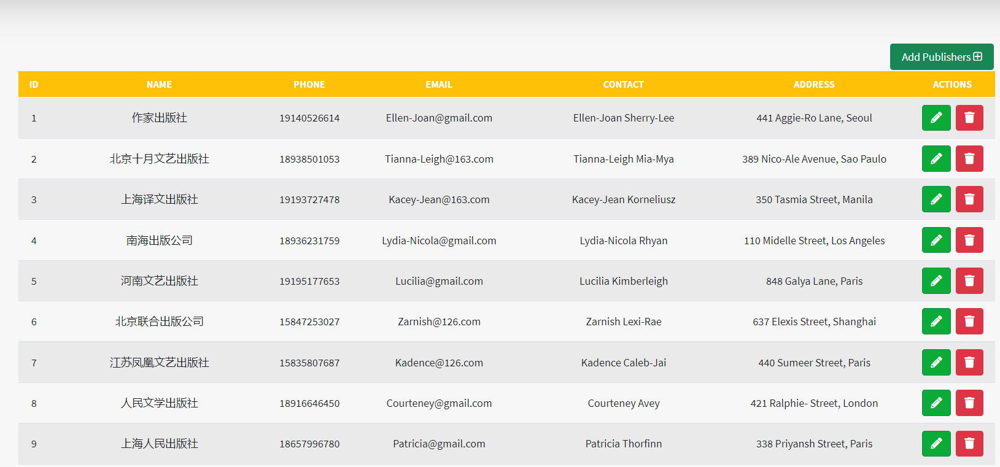 Add Publishers
ID NAME PHONE EMAIL CONTACT ADDRESS ACTIONS
1 作家出版社 19140526614 Ellen-Joan@gmail.com Ellen-Joan Sherry-Lee 441 Aggie-Ro Lane, Seoul
2 北京十月文艺出版社 18938501053 Tianna-Leigh@163.com Tianna-Leigh Mia-Mya 389 Nico-Ale Avenue, Sao Paulo
3 上海译文出版社 19193727478 Kacey-Jean@163.com Kacey-Jean Korneliusz 350 Tasmia Street, Manila
4 南海出版公司 18936231759 Lydia-Nicola@gmail.com Lydia-Nicola Rhyan 110 Midelle Street, Los Angeles
5 河南文艺出版社 19195177653 Lucilia@gmail.com Lucilia Kimberleigh 848 Galya Lane, Paris
6 北京联合出版公司 15847253027 Zarnish@126.com Zarnish Lexi-Rae 637 Elexis Street, Shanghai
7 江苏凤凰文艺出版社 15835807687 Kadence@126.com Kadence Caleb-Jai 440 Sumeer Street, Paris
8 人民文学出版社 18916646450 Courteney@gmail.com Courteney Avey 421 Ralphie- Street, London
9 上海人民出版社 18657996780 Patricia@gmail.com Patricia Thorfinn 338 Priyansh Street, Paris